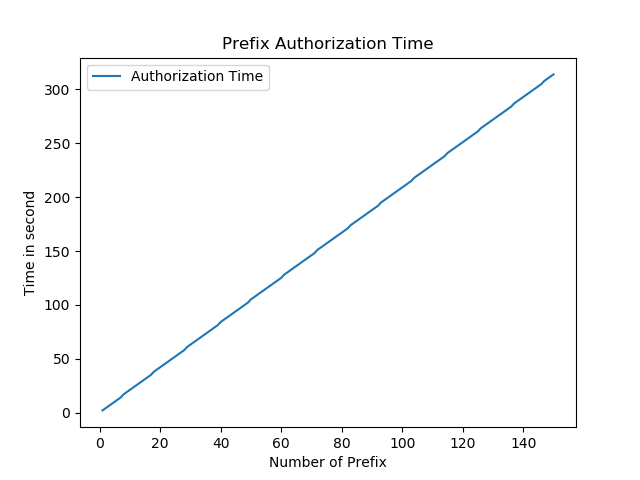 Prefix Authorization Time
Authorization Time
300
250
200
150
100
50
0
Time in second
0 20 40 60 80 100 120 140
Number of Prefix